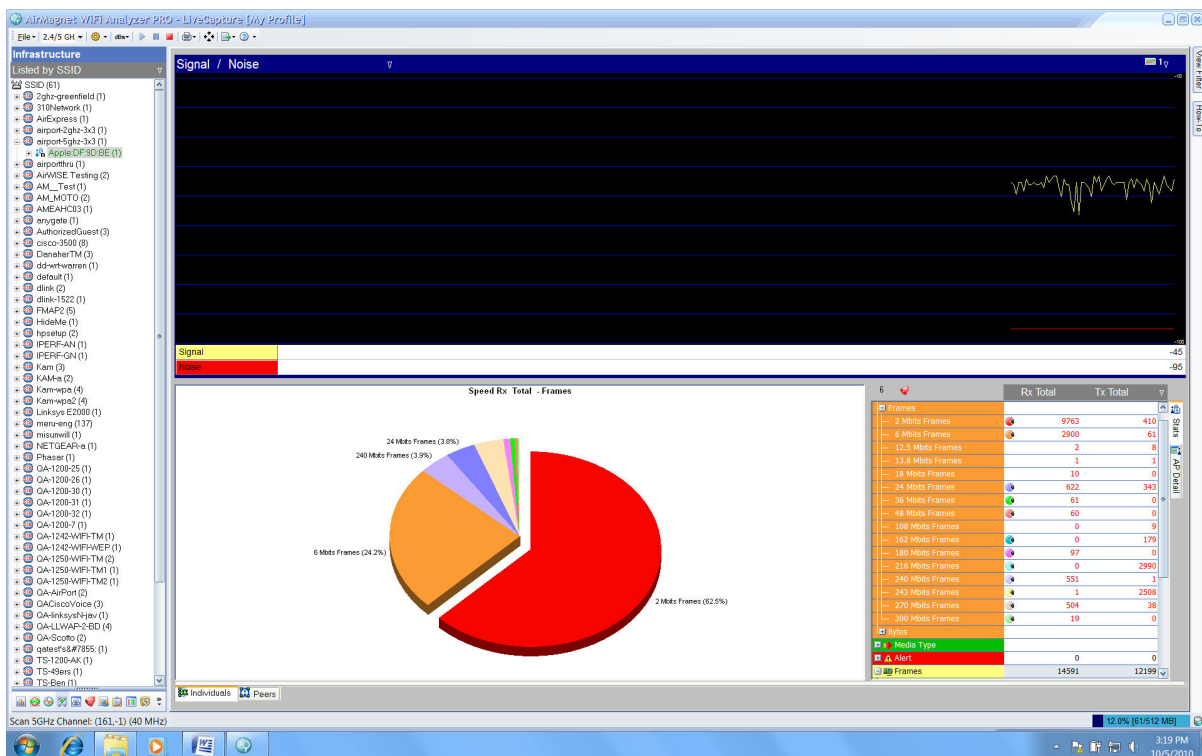 AirMagnet WiFi Analyzer PRO - LiveCapture [My Profile]
File 2.4/5 GH dBm
Infrastructure
Listed by SSID
SSID (61)
2ghz-greenfield (1)
310Network (1)
AirExpress (1)
airport-2ghz-3x3 (1)
airport-5ghz-3x3 (1)
Apple:DF:9D:BE (1)
airportthru (1)
AirWISE Testing (2)
AM__Test (1)
AM_MOTO (2)
AMEAHC03 (1)
anygate (1)
AuthorizedGuest (3)
cisco-3500 (8)
DanaherTM (3)
dd-wrt-warren (1)
default (1)
dlink (2)
dlink-1522 (1)
FMAP2 (5)
HideMe (1)
hpsetup (2)
IPERF-AN (1)
IPERF-GN (1)
Kam (3)
KAM-a (2)
Kam-wpa (4)
Kam-wpa2 (4)
Linksys E2000 (1)
meru-eng (137)
misunwill (1)
NETGEAR-a (1)
Phasar (1)
QA-1200-25 (1)
QA-1200-26 (1)
QA-1200-30 (1)
QA-1200-31 (1)
QA-1200-32 (1)
QA-1200-7 (1)
QA-1242-WIFI-TM (1)
QA-1242-WIFI-WEP (1)
QA-1250-WIFI-TM (2)
QA-1250-WIFI-TM1 (1)
QA-1250-WIFI-TM2 (1)
QA-AirPort (2)
QACiscoVoice (3)
QA-linksysN-jav (1)
QA-LLWAP-2-BD (4)
QA-Scotto (2)
qatest's&#7855; (1)
TS-1200-AK (1)
TS-49ers (1)
TS-Ben (1)
Signal / Noise
1
-10
-100
Signal -45
Noise -95
View Filter
How-To
Speed Rx Total - Frames
24 Mbits Frames (3.8%)
240 Mbits Frames (3.9%)
6 Mbits Frames (24.2%)
2 Mbits Frames (62.5%)
6 Rx Total Tx Total
Frames
2 Mbits Frames 9763 410
6 Mbits Frames 2900 61
12.5 Mbits Frames 2 8
13.8 Mbits Frames 1 1
18 Mbits Frames 10 0
24 Mbits Frames 622 343
36 Mbits Frames 61 0
48 Mbits Frames 60 0
108 Mbits Frames 0 9
162 Mbits Frames 0 179
180 Mbits Frames 97 0
216 Mbits Frames 0 2990
240 Mbits Frames 551 1
243 Mbits Frames 1 2508
270 Mbits Frames 504 38
300 Mbits Frames 19 0
Bytes
Media Type
Alert 0 0
Frames 14591 12199
Stats
AP Detail
Individuals Peers
Scan 5GHz Channel: (161,-1) (40 MHz)
12.0% [61/512 MB]
3:19 PM
10/5/2010